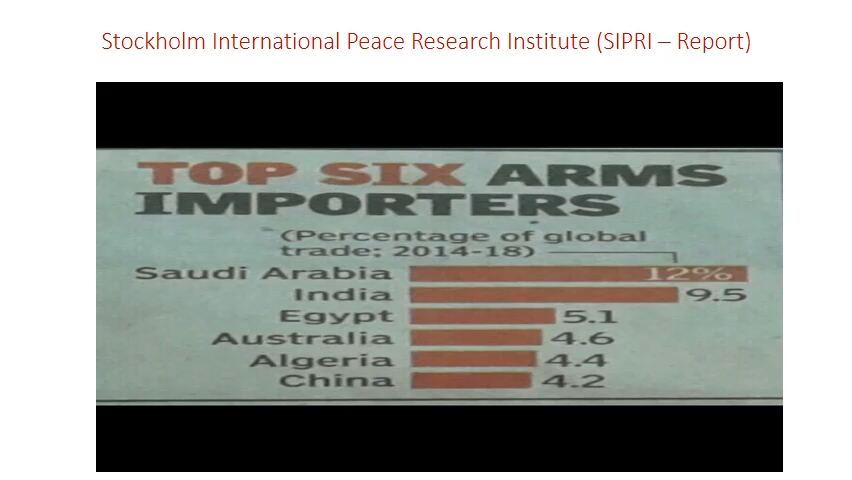 Stockholm International Peace Research Institute (SIPRI – Report)
TOP SIX ARMS
IMPORTERS
(Percentage of global
trade; 2014-18)
Saudi Arabia 12%
India 9.5
Egypt 5.1
Australia 4.6
Algeria 4.4
China 4.2